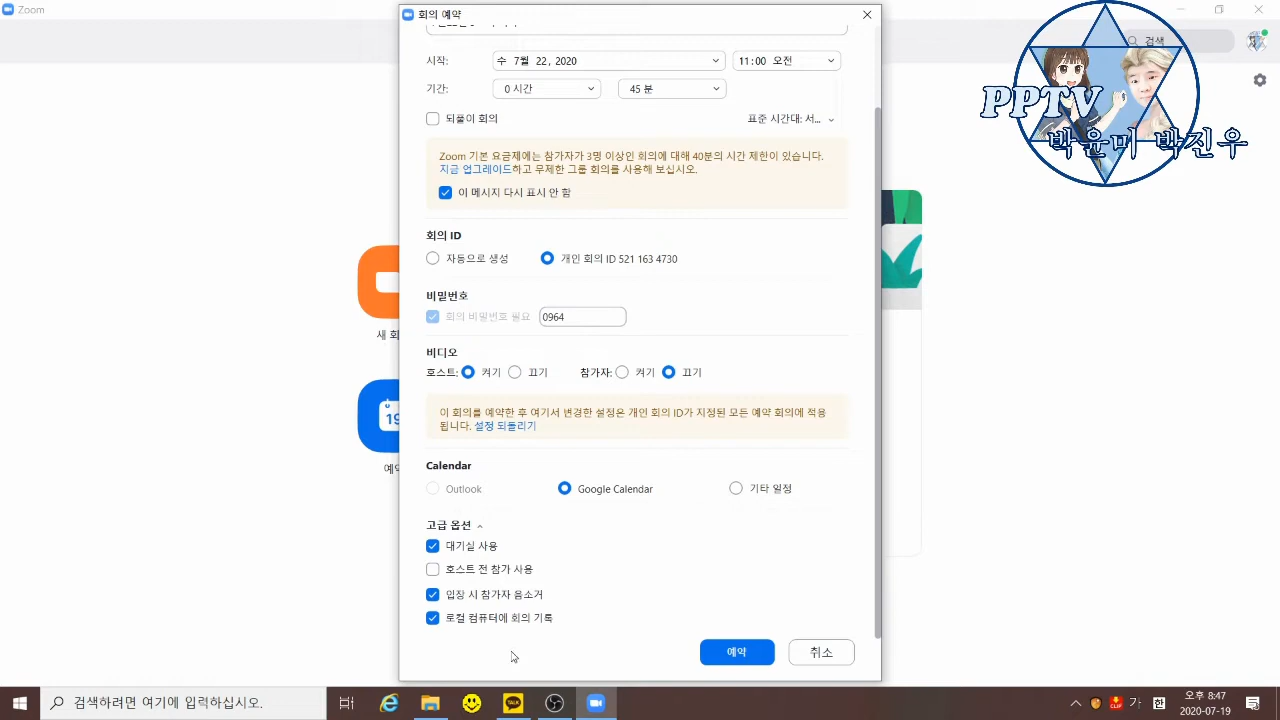 Zoom
회의 예약
검색
시작:
수 7월 22, 2020
11:00 오전
기간:
0 시간
45 분
되풀이 회의
표준 시간대: 서...
Zoom 기본 요금제에는 참가자가 3명 이상인 회의에 대해 40분의 시간 제한이 있습니다.
지금 업그레이드하고 무제한 그룹 회의를 사용해 보십시오.
이 메시지 다시 표시 안 함
회의 ID
자동으로 생성
개인 회의 ID 521 163 4730
비밀번호
회의 비밀번호 필요
0964
비디오
호스트:
켜기
끄기
참가자:
켜기
끄기
이 회의를 예약한 후 여기서 변경한 설정은 개인 회의 ID가 지정된 모든 예약 회의에 적용
됩니다. 설정 되돌리기
Calendar
Outlook
Google Calendar
기타 일정
고급 옵션
대기실 사용
호스트 전 참가 사용
입장 시 참가자 음소거
로컬 컴퓨터에 회의 기록
예약
취소
새 회
19
예약
PPTV
박윤미 박진우
검색하려면 여기에 입력하십시오.
TALK
CLIP
가
한
오후 8:47
2020-07-19